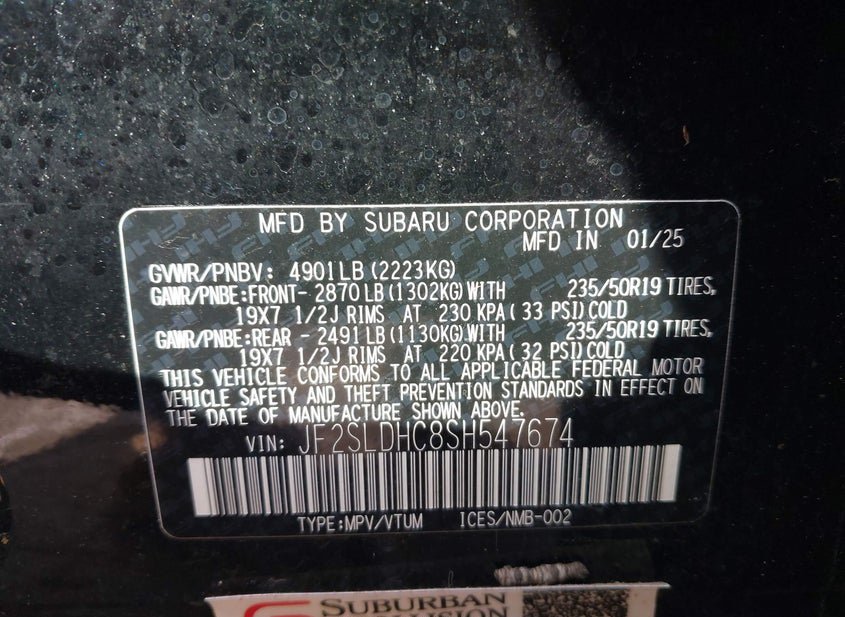 MFD BY SUBARU CORPORATION
MFD IN 01/25
GVWR/PNBV: 4901LB (2223KG)
GAWR/PNBE:FRONT- 2870LB (1302KG) WITH 235/50R19 TIRES,
19X7 1/2J RIMS AT 230 KPA ( 33 PSI) COLD
GAWR/PNBE:REAR - 2491LB (1130KG) WITH 235/50R19 TIRES,
19X7 1/2J RIMS AT 220 KPA ( 32 PSI) COLD
THIS VEHICLE CONFORMS TO ALL APPLICABLE FEDERAL MOTOR
VEHICLE SAFETY AND THEFT PREVENTION STANDARDS IN EFFECT ON
THE DATE OF MANUFACTURE SHOWN ABOVE.
VIN: JF2SLDHC8SH547674
TYPE:MPV/VTUM ICES/NMB-002
SUBURBAN